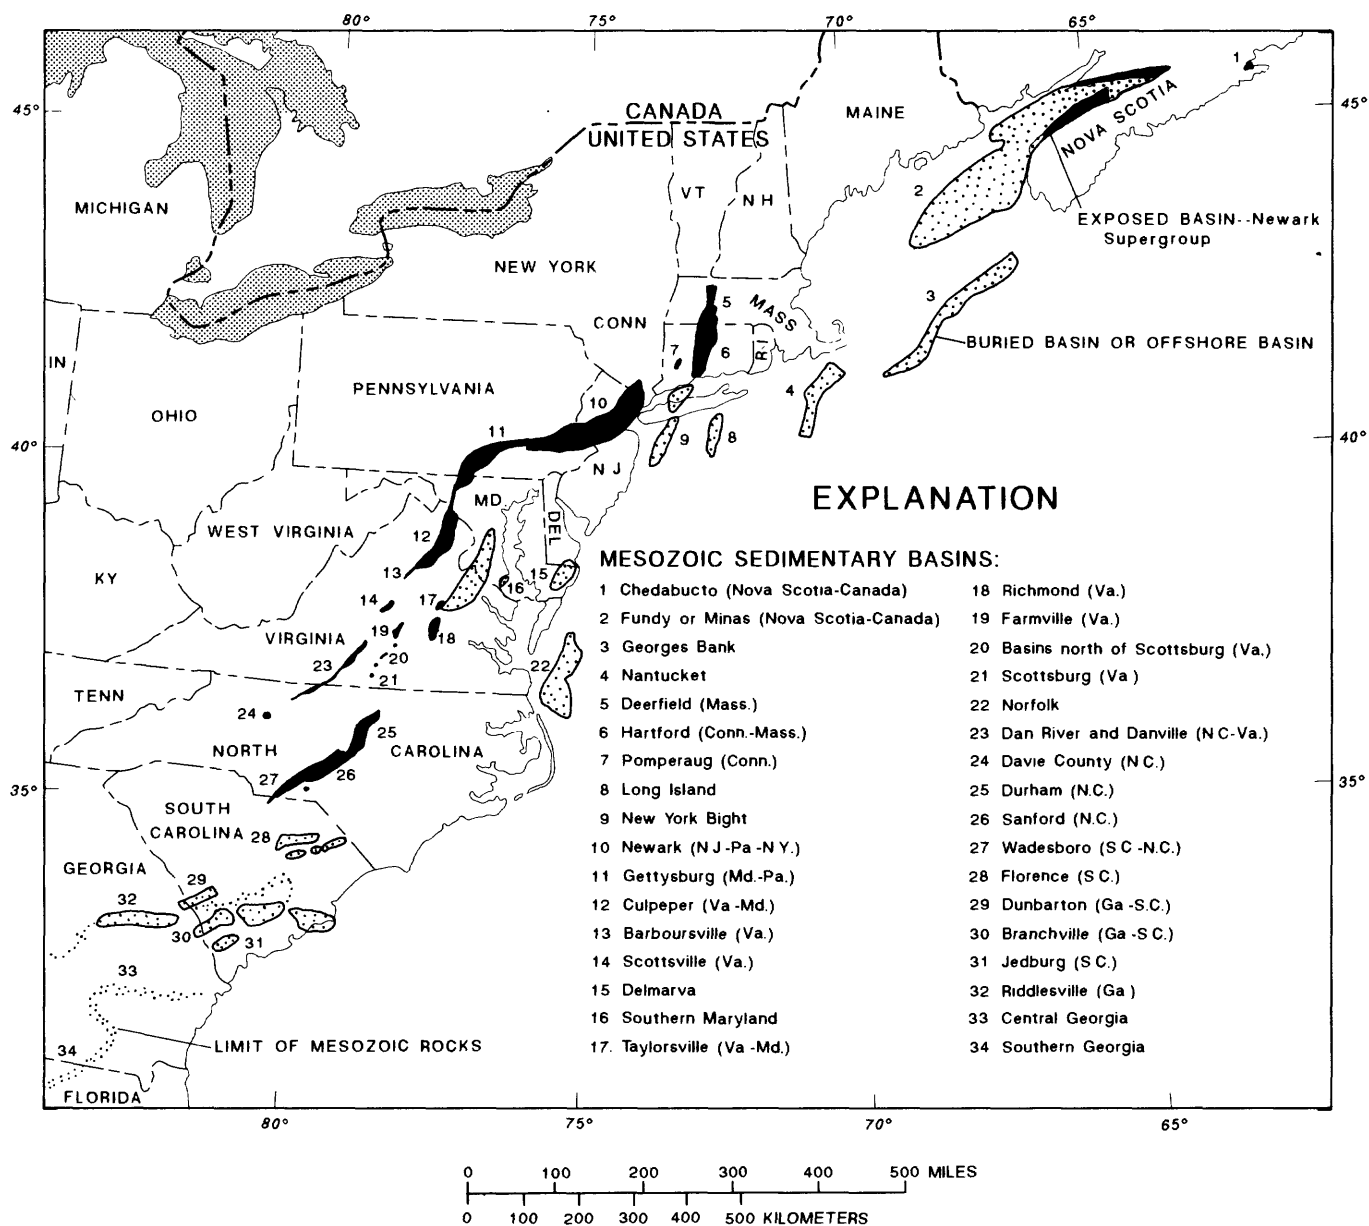 80°
75°
70°
65°
1
45°
CANADA
UNITED STATES
MAINE
NOVA SCOTIA
45°
MICHIGAN
VT
NH
2
EXPOSED BASIN--Newark
Supergroup
NEW YORK
3
5
MASS
CONN
BURIED BASIN OR OFFSHORE BASIN
IN
7
6
RI
PENNSYLVANIA
4
OHIO
10
11
40°
9
8
40°
NJ
MD.
EXPLANATION
WEST VIRGINIA
12
DEL
KY
13
15
16
14
17
VIRGINIA
19
18
23
20
22
21
TENN
24
25
NORTH
CAROLINA
27
26
35°
35°
SOUTH
CAROLINA
28
GEORGIA
29
32
30
31
33
LIMIT OF MESOZOIC ROCKS
34
FLORIDA
MESOZOIC SEDIMENTARY BASINS:
1 Chedabucto (Nova Scotia-Canada)
2 Fundy or Minas (Nova Scotia-Canada)
3 Georges Bank
4 Nantucket
5 Deerfield (Mass.)
6 Hartford (Conn.-Mass.)
7 Pomperaug (Conn.)
8 Long Island
9 New York Bight
10 Newark (NJ-Pa-NY.)
11 Gettysburg (Md.-Pa.)
12 Culpeper (Va-Md.)
13 Barboursville (Va.)
14 Scottsville (Va.)
15 Delmarva
16 Southern Maryland
17. Taylorsville (Va-Md.)
18 Richmond (Va.)
19 Farmville (Va.)
20 Basins north of Scottsburg (Va.)
21 Scottsburg (Va)
22 Norfolk
23 Dan River and Danville (NC-Va.)
24 Davie County (NC.)
25 Durham (N.C.)
26 Sanford (N.C.)
27 Wadesboro (SC-N.C.)
28 Florence (SC.)
29 Dunbarton (Ga-S.C.)
30 Branchville (Ga-SC.)
31 Jedburg (SC.)
32 Riddlesville (Ga)
33 Central Georgia
34 Southern Georgia
80°
75°
70°
65°
0 100 200 300 400 500 MILES
0 100 200 300 400 500 KILOMETERS